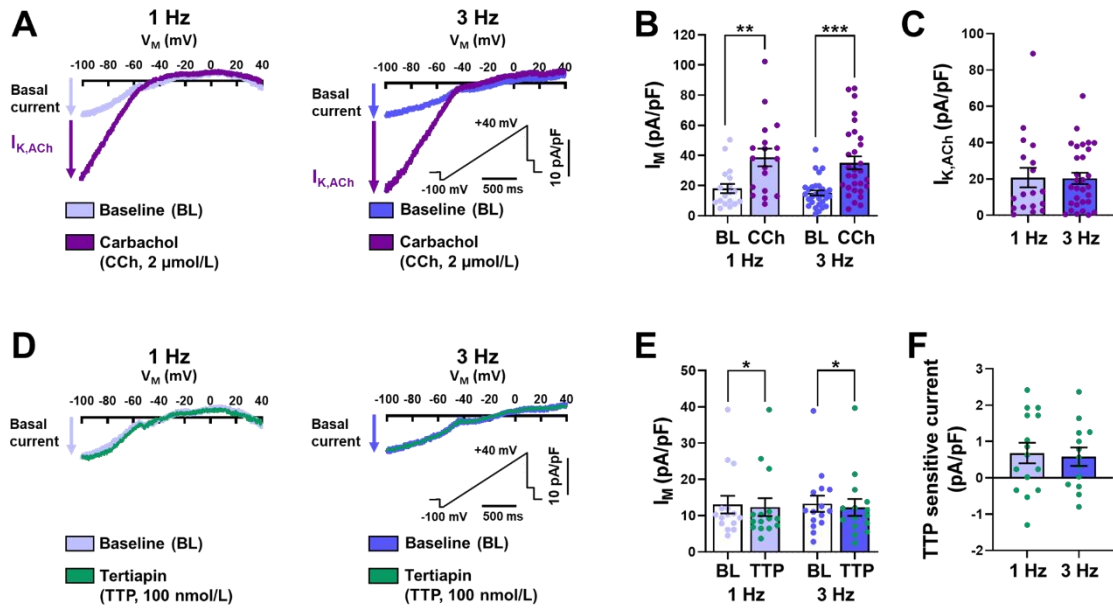 A
1 Hz
V_M (mV)
-100 -80 -60 -40 -20 0 20 40
Basal
current
I_K,ACh
Baseline (BL)
Carbachol
(CCh, 2 µmol/L)
3 Hz
V_M (mV)
-100 -80 -60 -40 -20 0 20 40
Basal
current
I_K,ACh
+40 mV
-100 mV
500 ms
10 pA/pF
Baseline (BL)
Carbachol
(CCh, 2 µmol/L)
B
I_M (pA/pF)
120
100
80
60
40
20
0
**
***
BL CCh BL CCh
1 Hz 3 Hz
C
I_K,ACh (pA/pF)
100
80
60
40
20
0
1 Hz 3 Hz
D
1 Hz
V_M (mV)
-100 -80 -60 -40 -20 0 20 40
Basal
current
Baseline (BL)
Tertiapin
(TTP, 100 nmol/L)
3 Hz
V_M (mV)
-100 -80 -60 -40 -20 0 20 40
Basal
current
+40 mV
-100 mV
500 ms
10 pA/pF
Baseline (BL)
Tertiapin
(TTP, 100 nmol/L)
E
I_M (pA/pF)
50
40
30
20
10
0
*
*
BL TTP BL TTP
1 Hz 3 Hz
F
TTP sensitive current
(pA/pF)
3
2
1
0
-1
-2
1 Hz 3 Hz